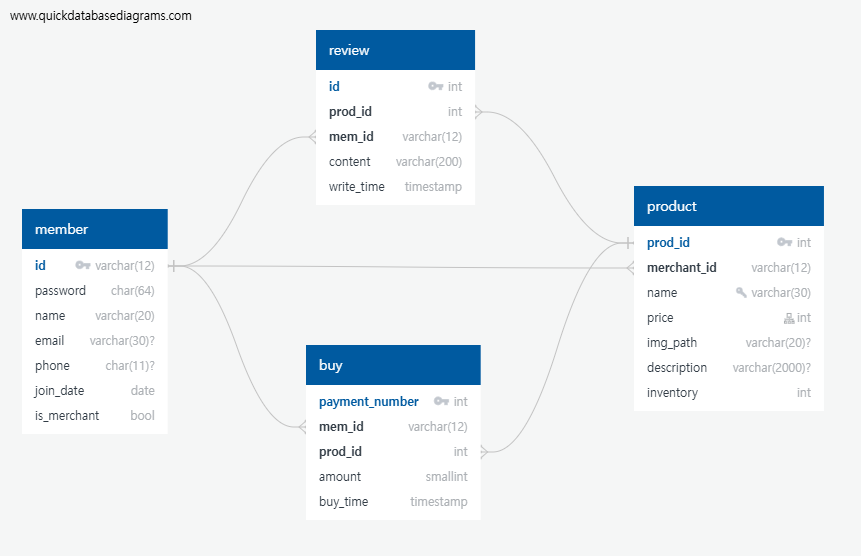 www.quickdatabasediagrams.com
review
id int
prod_id int
mem_id varchar(12)
content varchar(200)
write_time timestamp
member
id varchar(12)
password char(64)
name varchar(20)
email varchar(30)?
phone char(11)?
join_date date
is_merchant bool
product
prod_id int
merchant_id varchar(12)
name varchar(30)
price int
img_path varchar(20)?
description varchar(2000)?
inventory int
buy
payment_number int
mem_id varchar(12)
prod_id int
amount smallint
buy_time timestamp